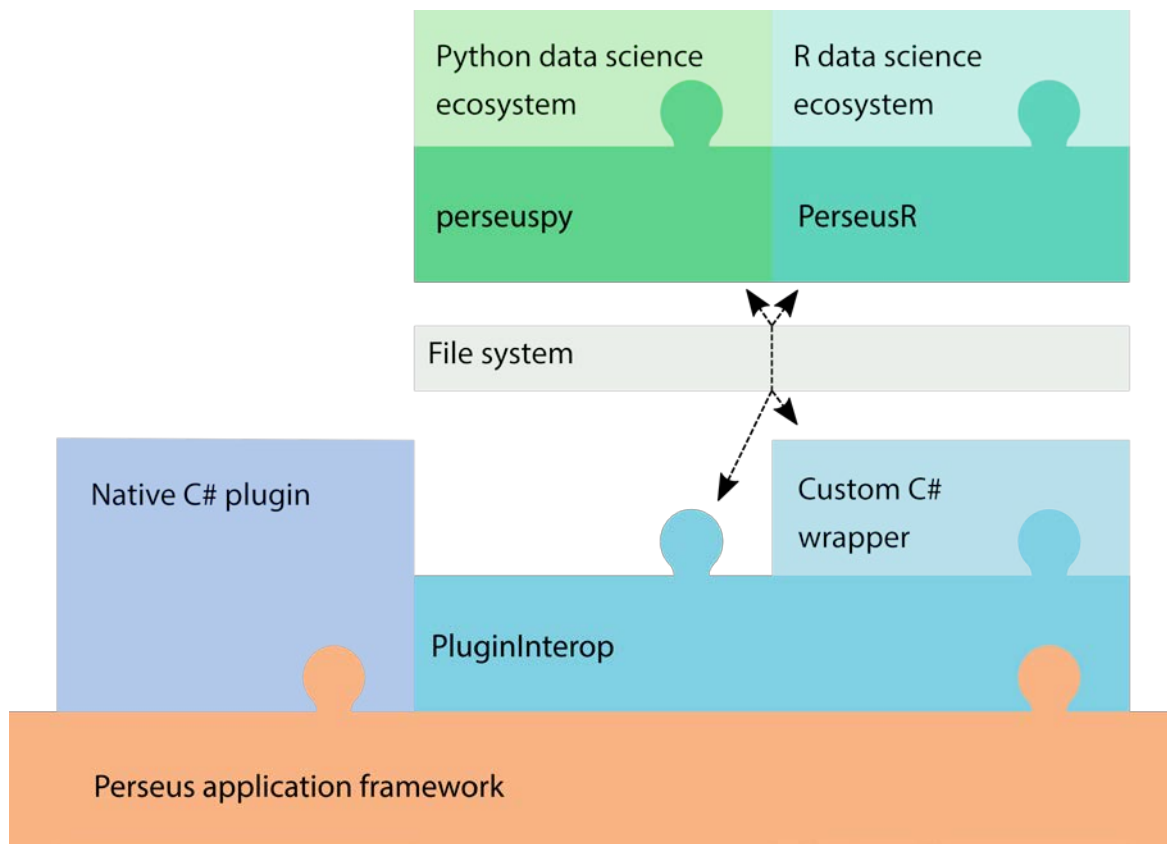 Python data science
ecosystem
R data science
ecosystem
perseuspy
PerseusR
File system
Native C# plugin
Custom C#
wrapper
PluginInterop
Perseus application framework